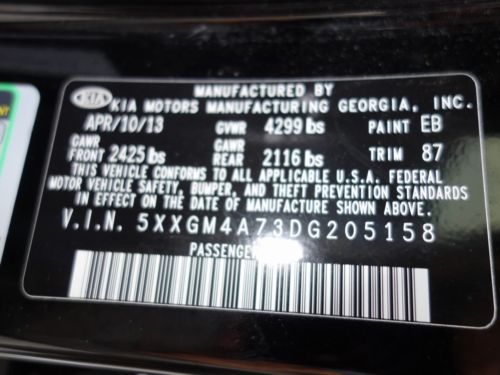 MANUFACTURED BY
KIA KIA MOTORS MANUFACTURING GEORGIA, INC.
APR/10/13 GVWR 4299 lbs PAINT EB
GAWR FRONT 2425 lbs GAWR REAR 2116 lbs TRIM 87
THIS VEHICLE CONFORMS TO ALL APPLICABLE U.S.A. FEDERAL
MOTOR VEHICLE SAFETY, BUMPER, AND THEFT PREVENTION STANDARDS
IN EFFECT ON THE DATE OF MANUFACTURE SHOWN ABOVE.
V.I.N. 5XXGM4A73DG205158